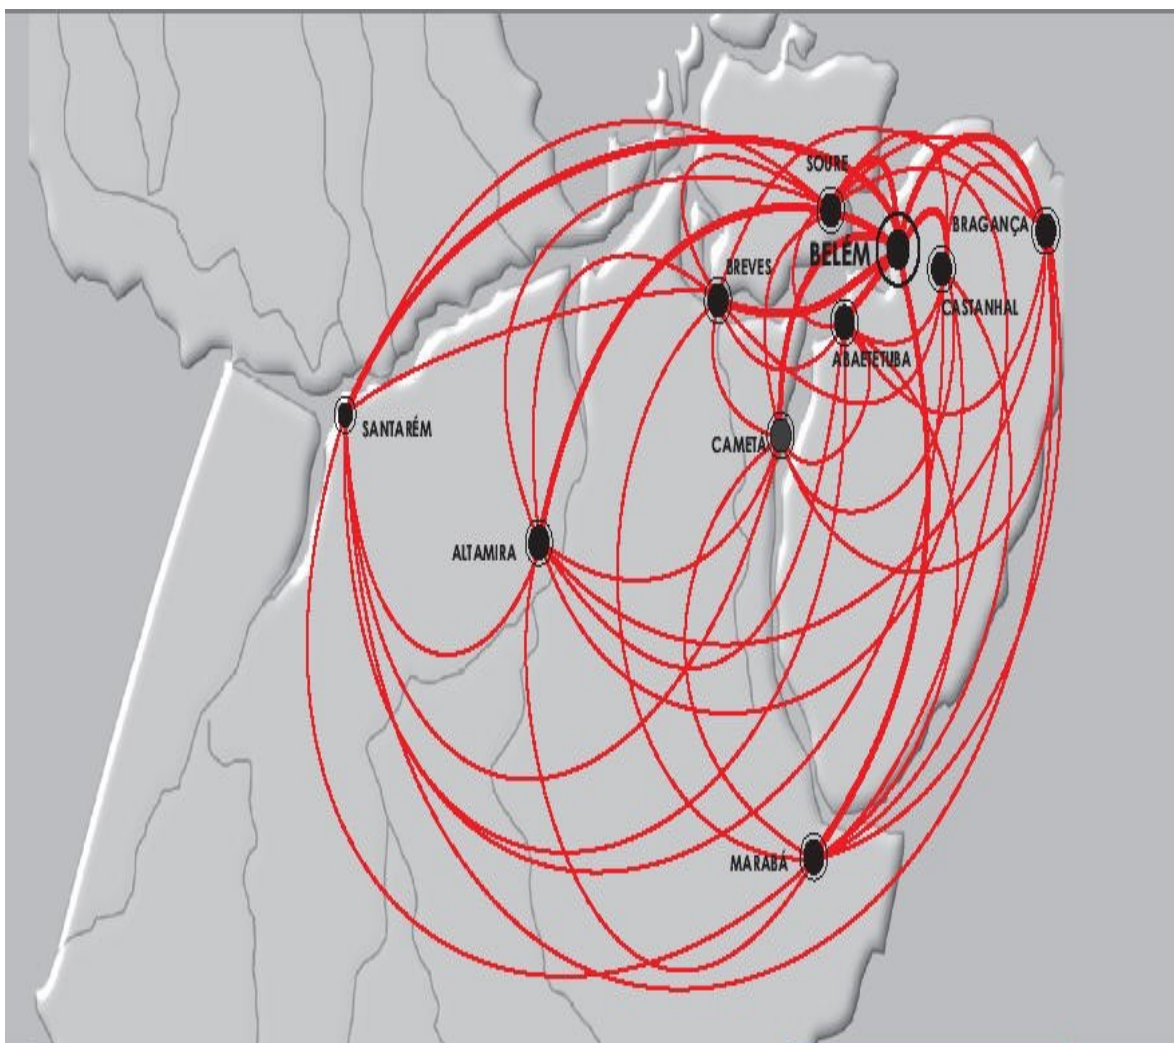 SOURE
BRAGANÇA
BELÉM
BREVES
CASTANHAL
ABAETETUBA
SANTARÉM
CAMETÁ
ALTAMIRA
MARABÁ